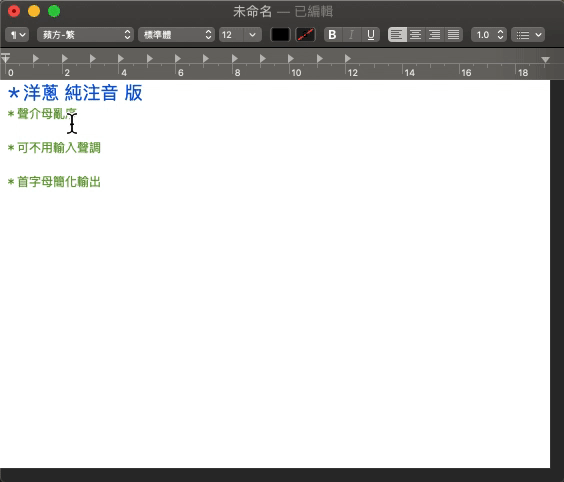 未命名 — 已編輯
¶ 蘋方-繁 標準體 12 B I U 1.0
0 2 4 6 8 10 12 14 16 18
*洋蔥 純注音 版
*聲介母亂序
*可不用輸入聲調
*首字母簡化輸出